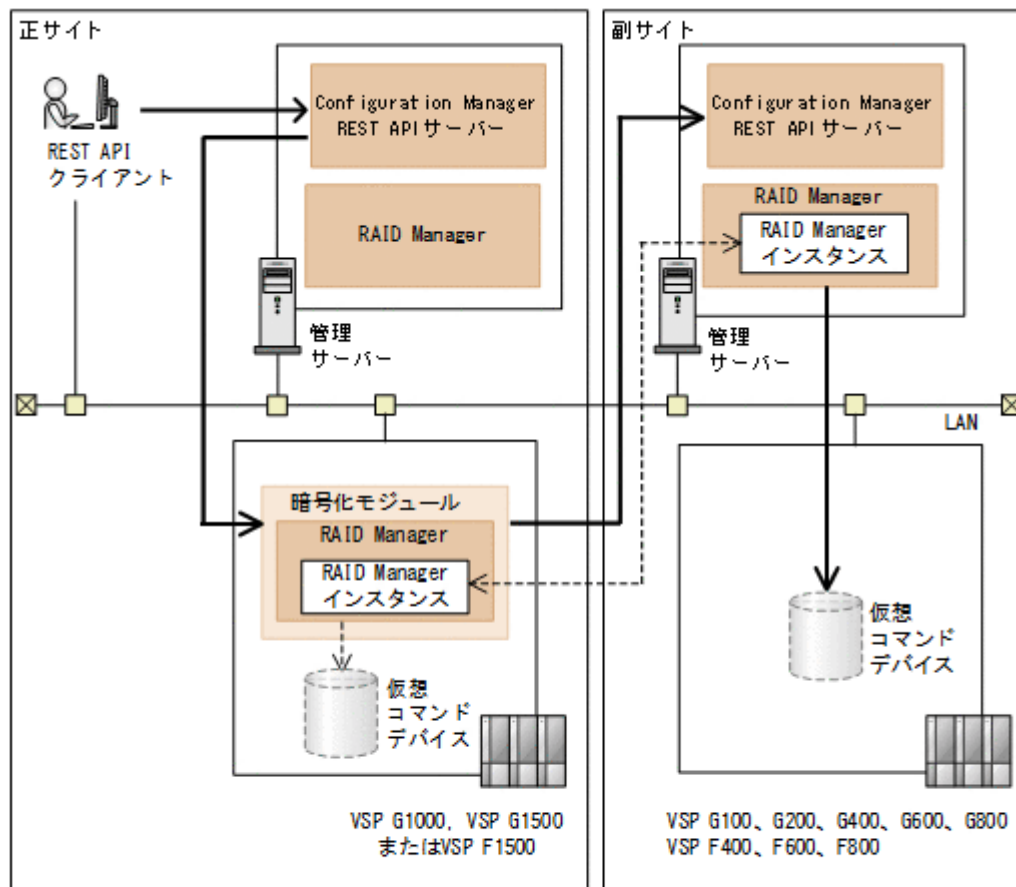 正サイト
Configuration Manager
REST APIサーバー
REST API
クライアント
RAID Manager
管理
サーバー
暗号化モジュール
RAID Manager
RAID Manager
インスタンス
仮想
コマンド
デバイス
VSP G1000, VSP G1500
またはVSP F1500
副サイト
Configuration Manager
REST APIサーバー
RAID Manager
RAID Manager
インスタンス
管理
サーバー
LAN
仮想
コマンド
デバイス
VSP G100、G200、G400、G600、G800
VSP F400、F600、F800